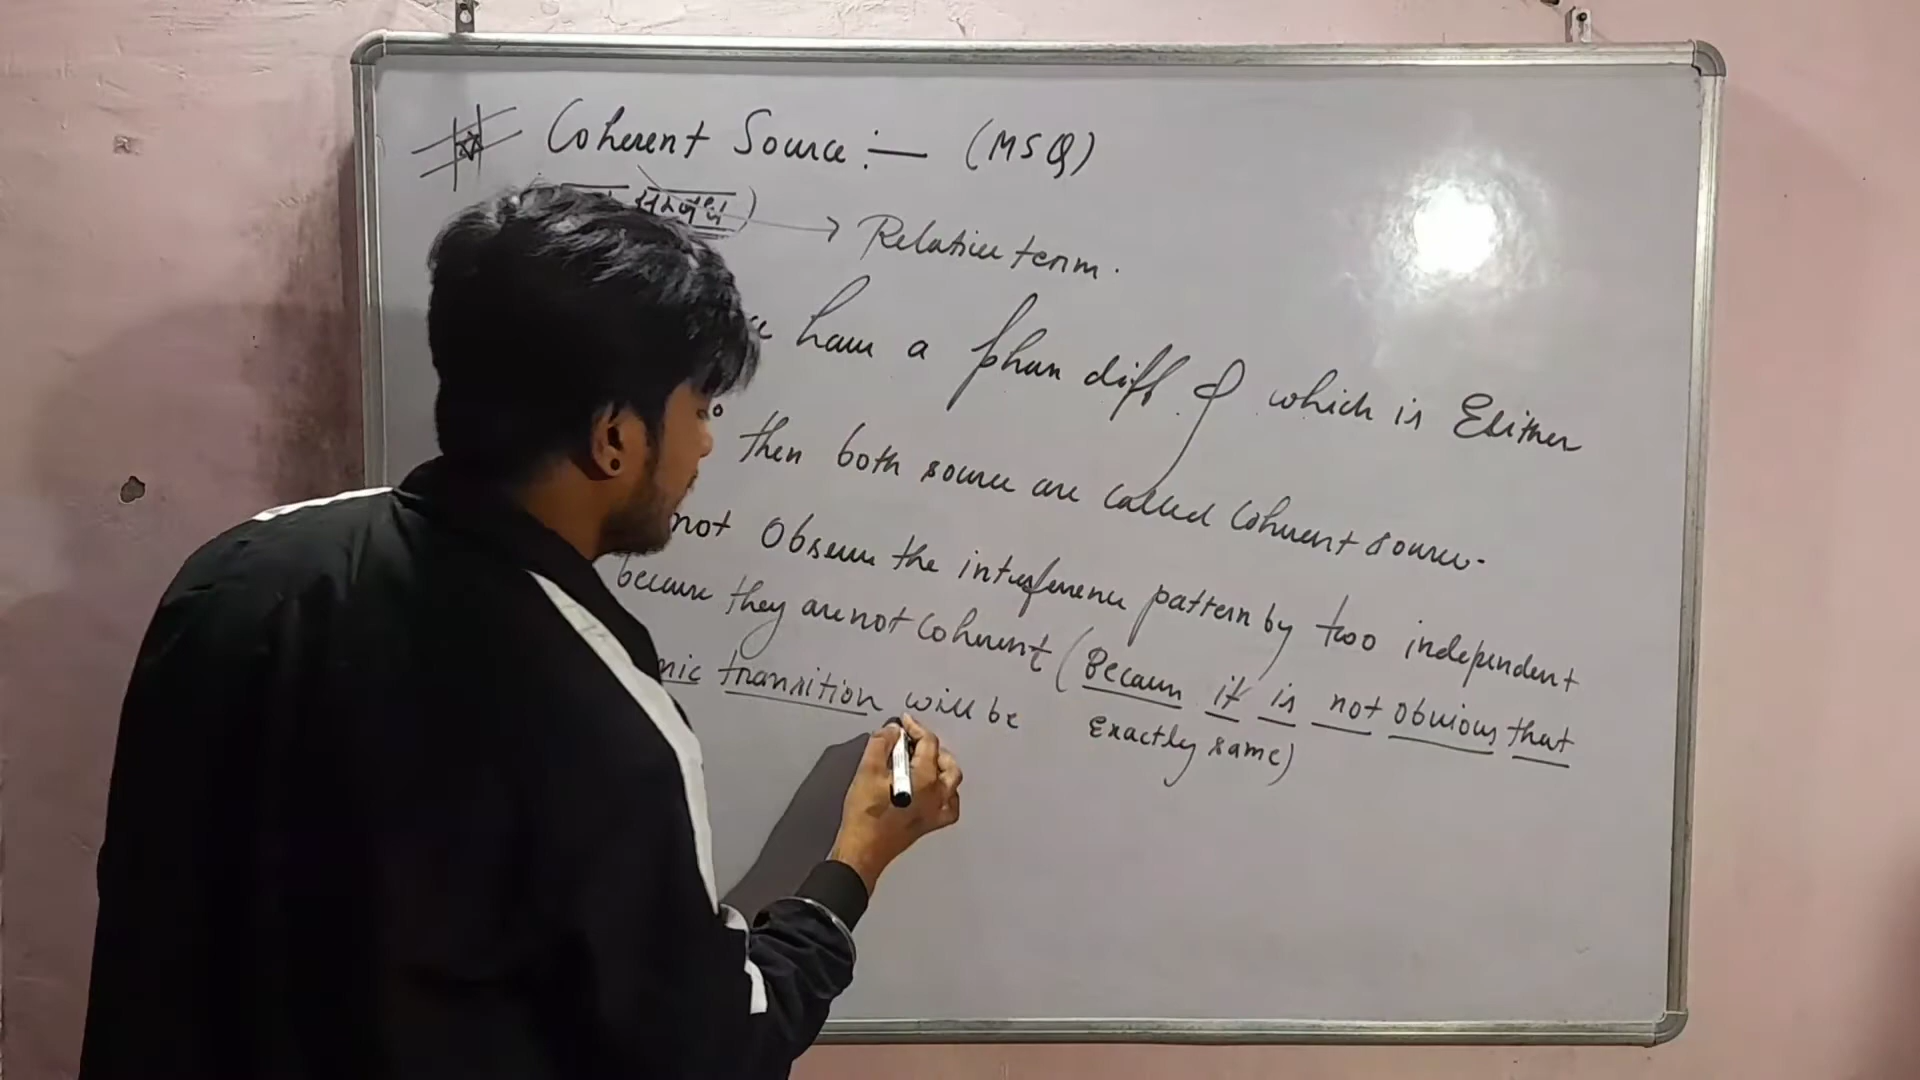 Coherent Source :— (MSQ)
→ Relative term.
have a phase diff ϕ which is Eeither
then both source are called Coherent source.
not Observe the interference pattern by two independent
because they are not Coherent (Because it is not obvious that
transition will be Exactly same)